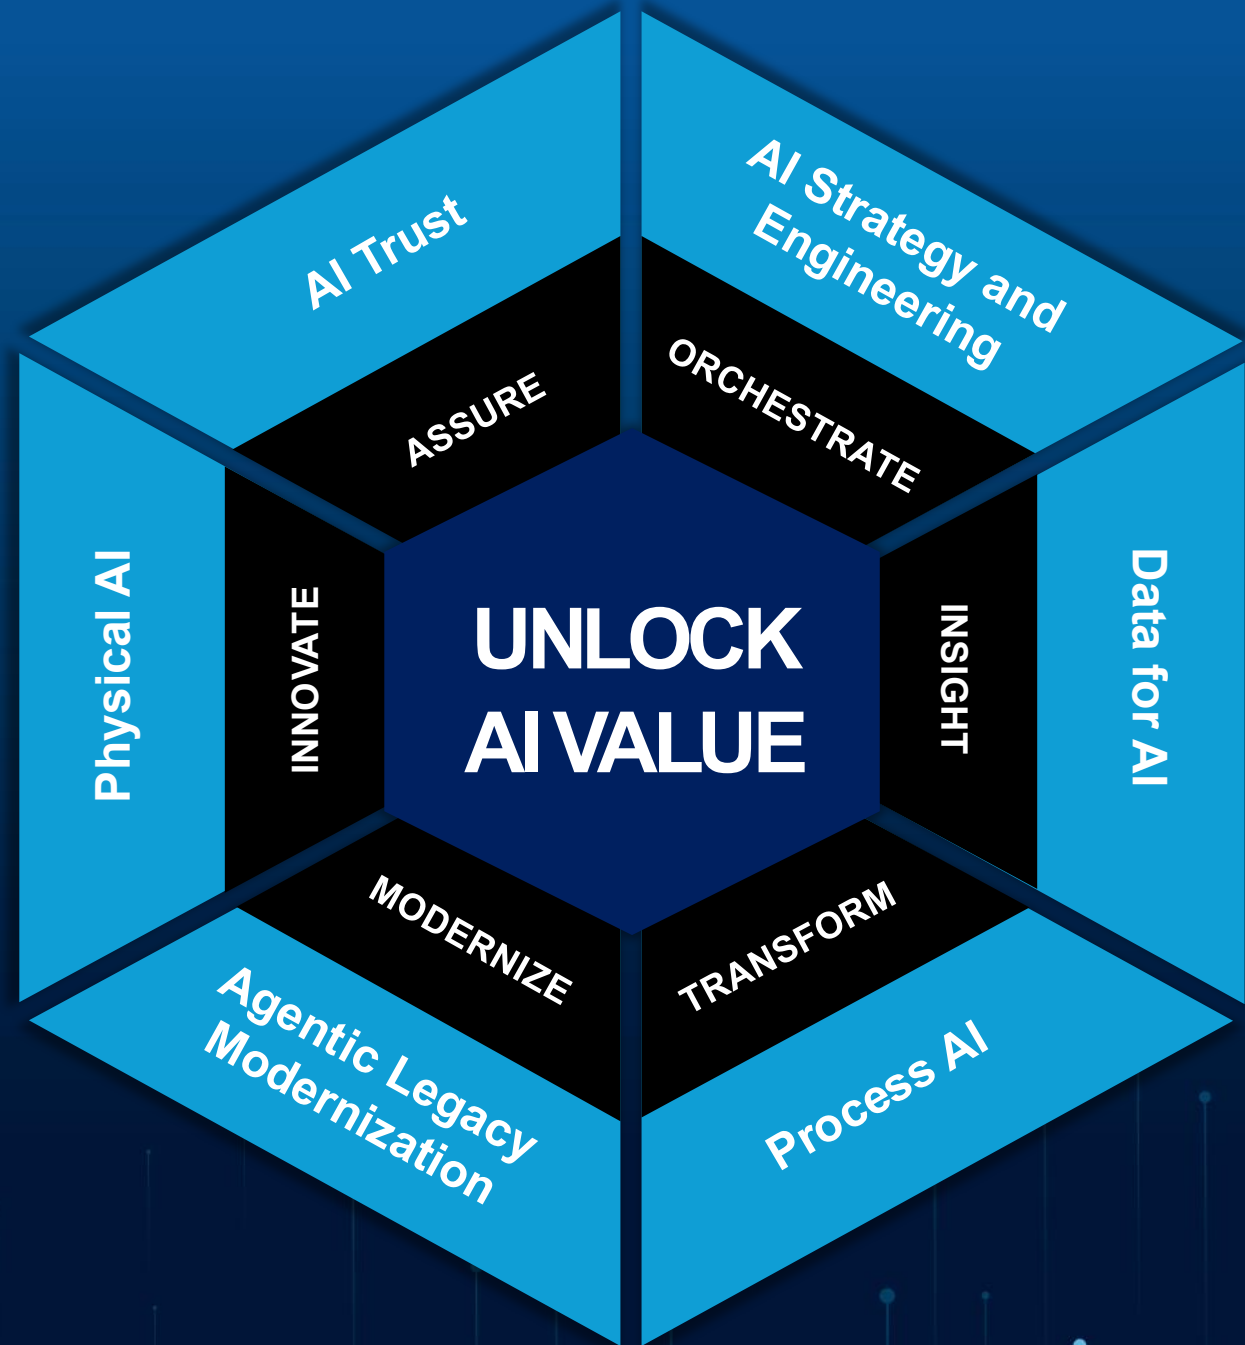 AI Trust
AI Strategy and
Engineering
ASSURE
ORCHESTRATE
Physical AI
INNOVATE
UNLOCK
AI VALUE
INSIGHT
Data for AI
MODERNIZE
TRANSFORM
Agentic Legacy
Modernization
Process AI